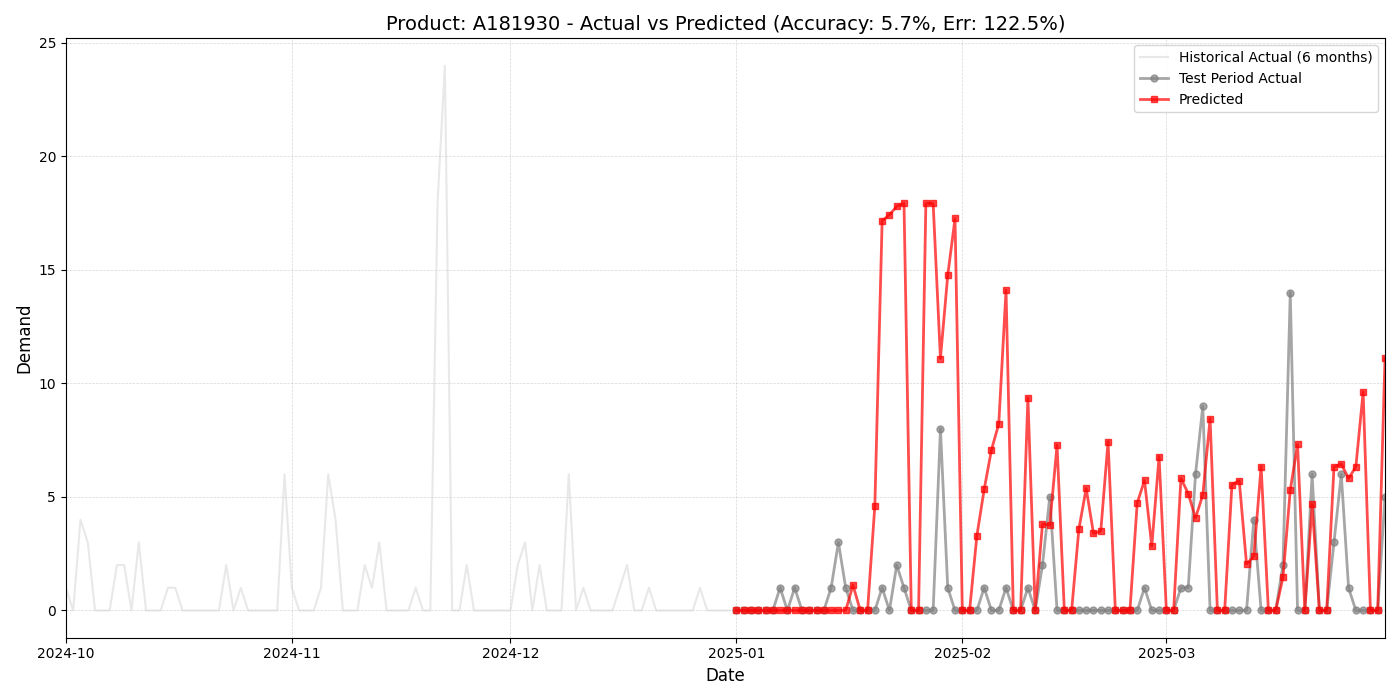 Product: A181930 - Actual vs Predicted (Accuracy: 5.7%, Err: 122.5%)
Historical Actual (6 months)
Test Period Actual
Predicted
Demand
25
20
15
10
5
0
2024-10
2024-11
2024-12
2025-01
2025-02
2025-03
Date